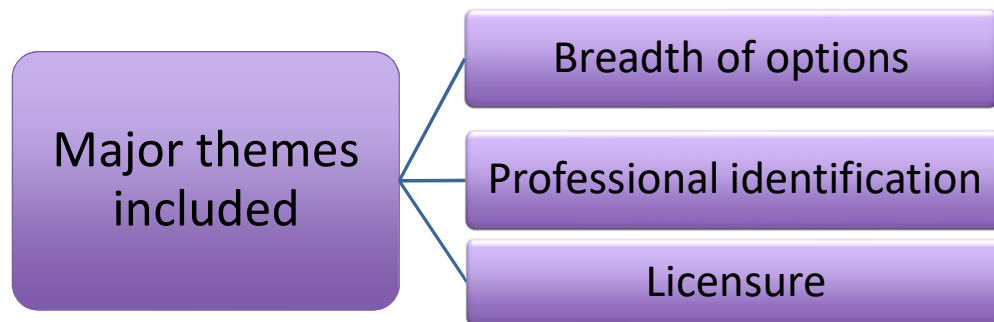 Major themes
included
Breadth of options
Professional identification
Licensure